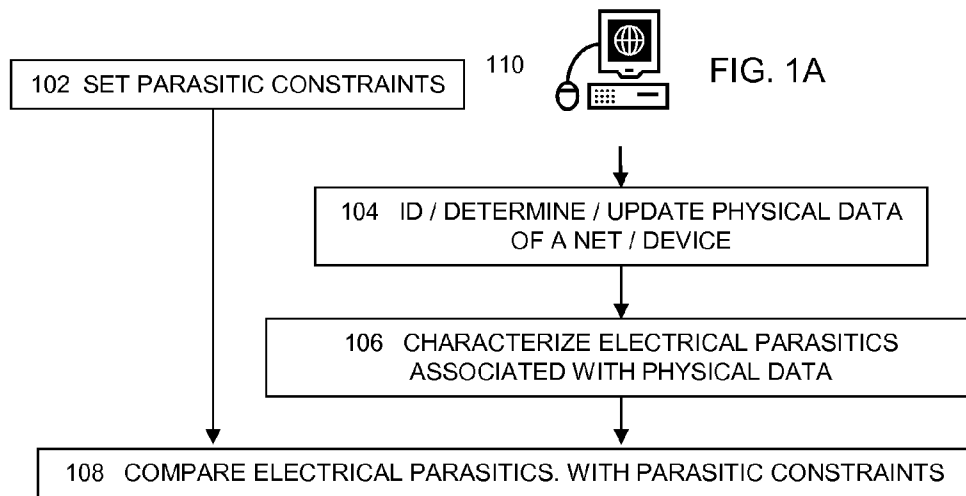 110
FIG. 1A
102 SET PARASITIC CONSTRAINTS
104 ID / DETERMINE / UPDATE PHYSICAL DATA
OF A NET / DEVICE
106 CHARACTERIZE ELECTRICAL PARASITICS
ASSOCIATED WITH PHYSICAL DATA
108 COMPARE ELECTRICAL PARASITICS. WITH PARASITIC CONSTRAINTS